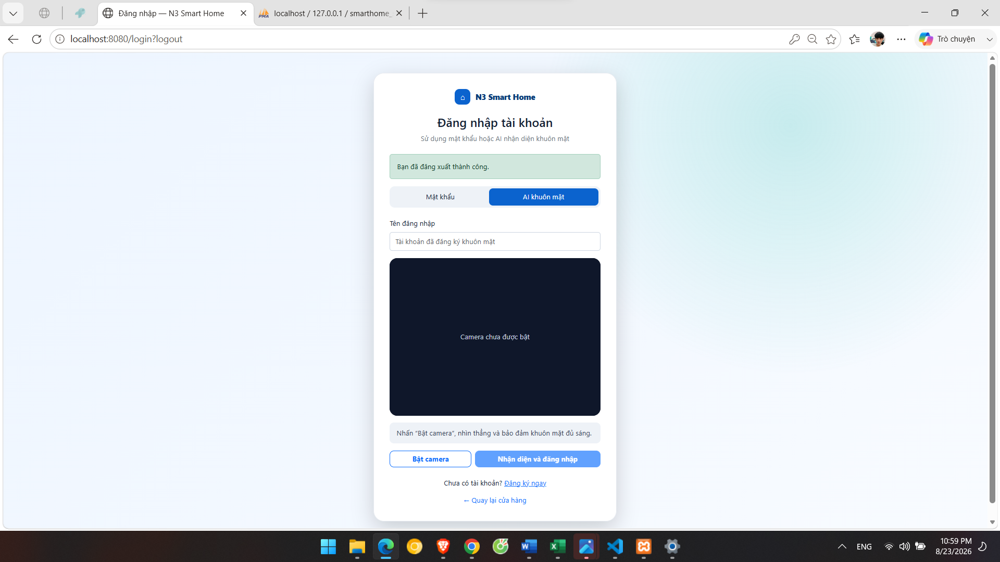 Đăng nhập — N3 Smart Home
PMA
localhost / 127.0.0.1 / smarthome_
localhost:8080/login?logout
Trò chuyện
N3 Smart Home
Đăng nhập tài khoản
Sử dụng mật khẩu hoặc AI nhận diện khuôn mặt
Bạn đã đăng xuất thành công.
Mật khẩu
AI khuôn mặt
Tên đăng nhập
Tài khoản đã đăng ký khuôn mặt
Camera chưa được bật
Nhấn “Bật camera”, nhìn thẳng và bảo đảm khuôn mặt đủ sáng.
Bật camera
Nhận diện và đăng nhập
Chưa có tài khoản? Đăng ký ngay
← Quay lại cửa hàng
ENG
10:59 PM
8/23/2026